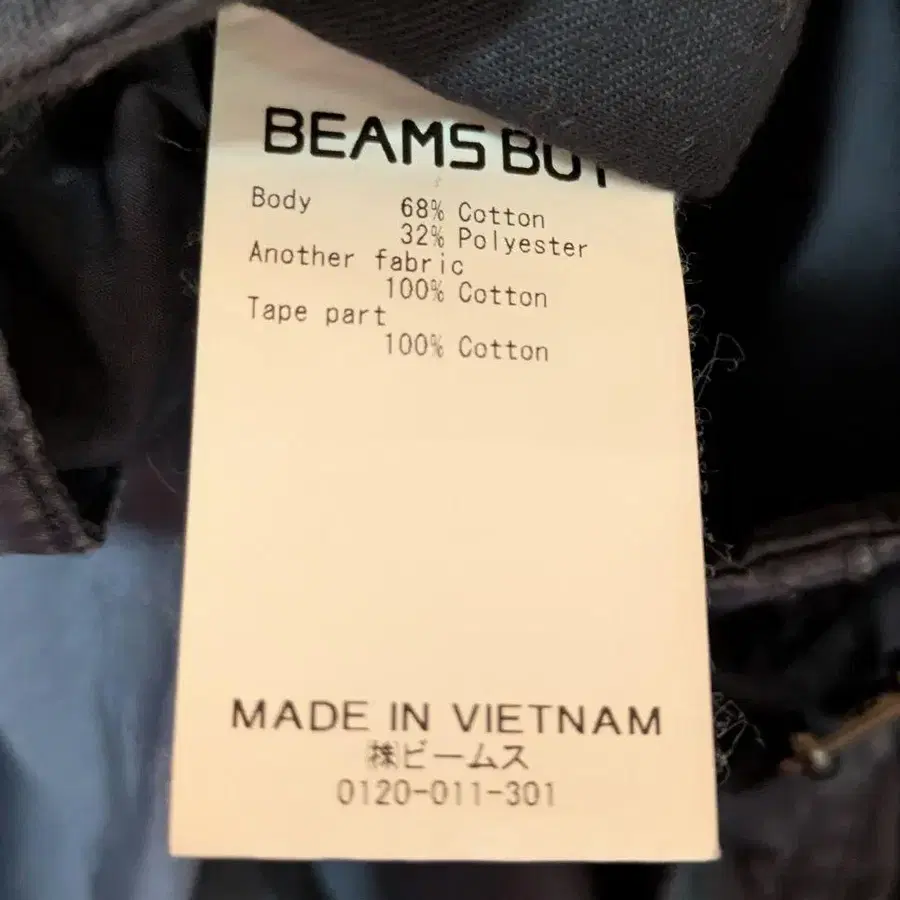 BEAMS BOY
Body 68% Cotton
32% Polyester
Another fabric
100% Cotton
Tape part
100% Cotton
MADE IN VIETNAM
㈱ビームス
0120-011-301